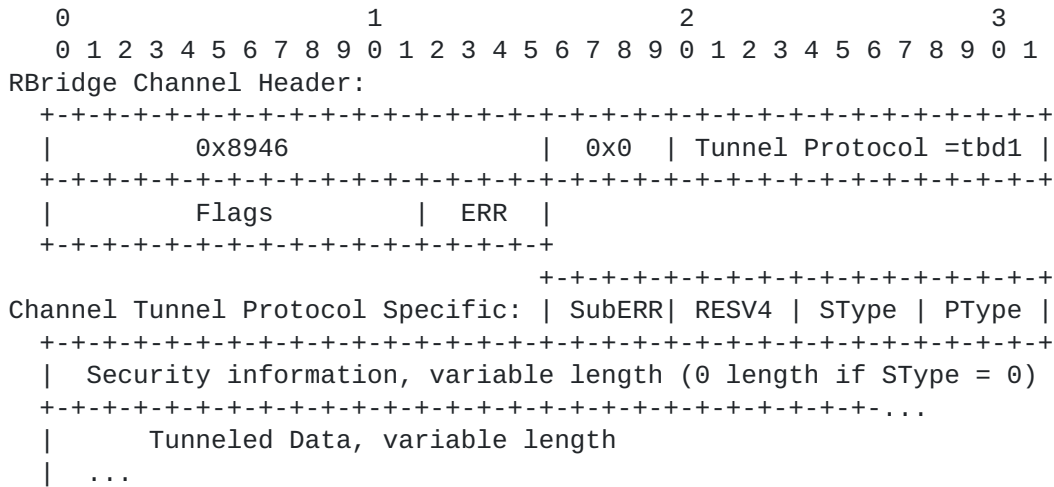 0                   1                   2                   3
    0 1 2 3 4 5 6 7 8 9 0 1 2 3 4 5 6 7 8 9 0 1 2 3 4 5 6 7 8 9 0 1
 RBridge Channel Header:
   +-+-+-+-+-+-+-+-+-+-+-+-+-+-+-+-+-+-+-+-+-+-+-+-+-+-+-+-+-+-+-+-+
   |          0x8946               |  0x0  | Tunnel Protocol =tbd1 |
   +-+-+-+-+-+-+-+-+-+-+-+-+-+-+-+-+-+-+-+-+-+-+-+-+-+-+-+-+-+-+-+-+
   |          Flags        |  ERR  |
   +-+-+-+-+-+-+-+-+-+-+-+-+-+-+-+-+
                                   +-+-+-+-+-+-+-+-+-+-+-+-+-+-+-+-+
 Channel Tunnel Protocol Specific: | SubERR| RESV4 | SType | PType |
   +-+-+-+-+-+-+-+-+-+-+-+-+-+-+-+-+-+-+-+-+-+-+-+-+-+-+-+-+-+-+-+-+
   |  Security information, variable length (0 length if SType = 0)
   +-+-+-+-+-+-+-+-+-+-+-+-+-+-+-+-+-+-+-+-+-+-+-+-+-+-+-...
   |      Tunneled Data, variable length
   |  ...